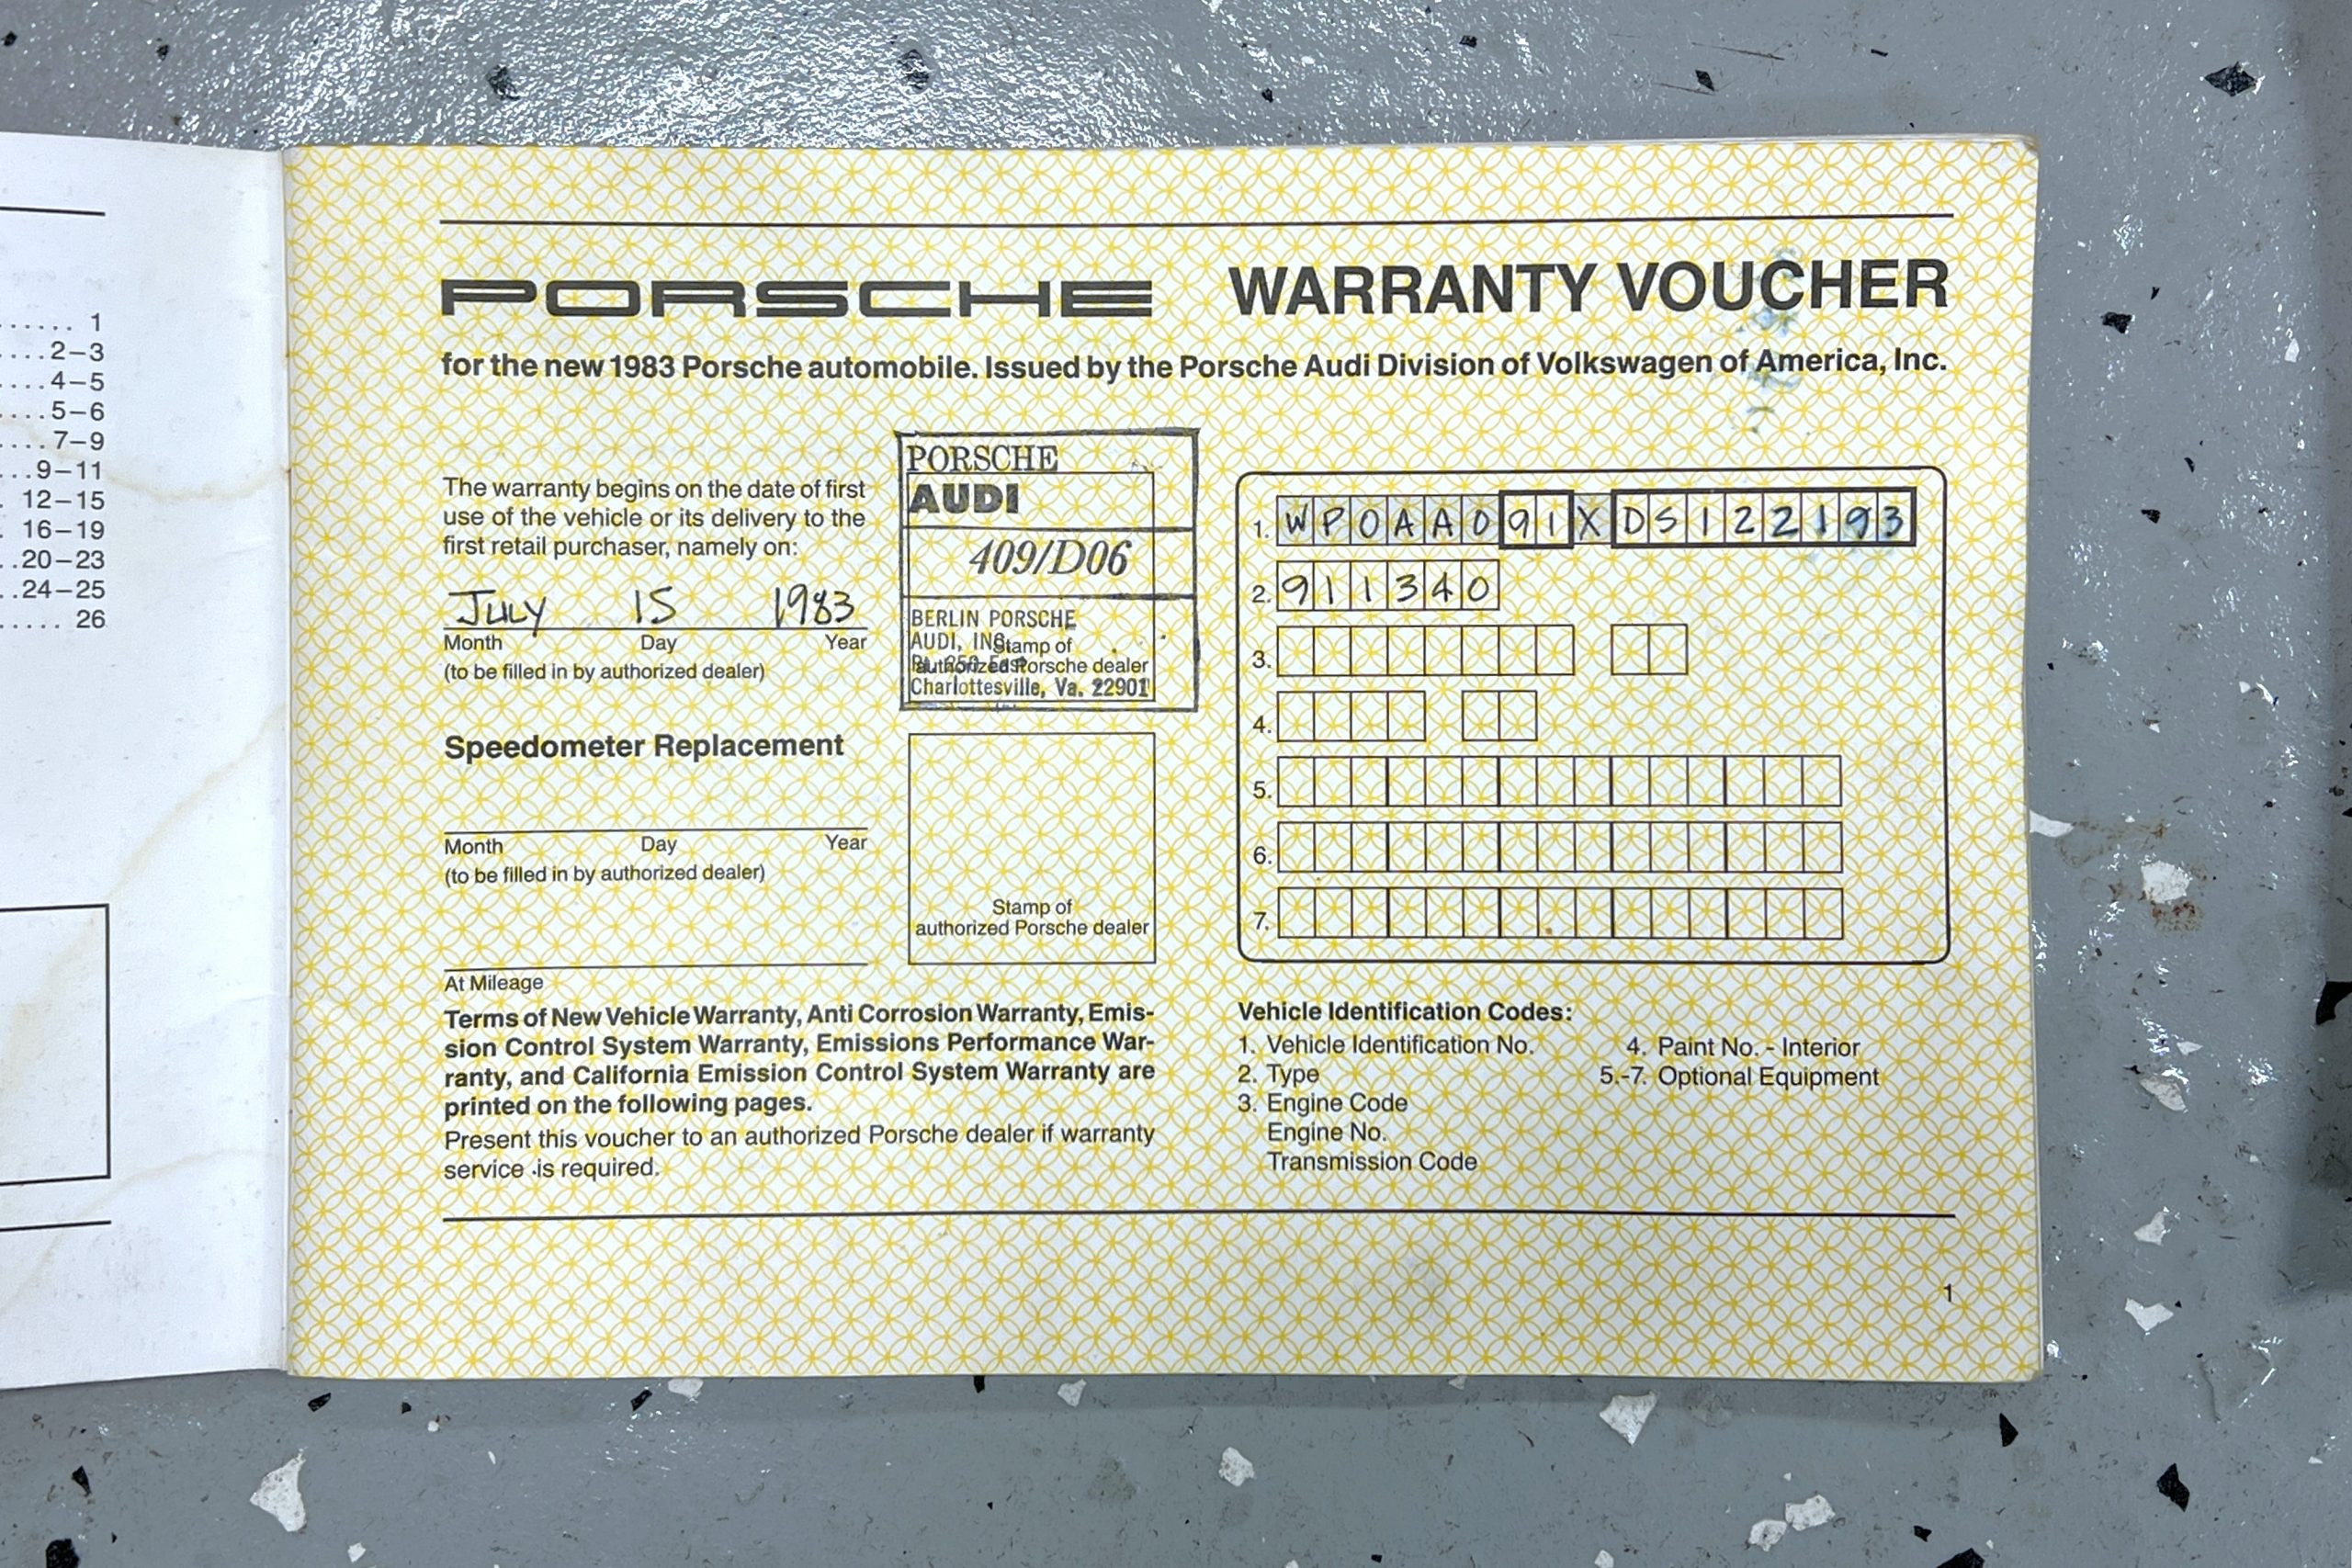 ...... 1
....2–3
....4–5
....5–6
....7–9
...9–11
. 12–15
. 16–19
..20–23
..24–25
..... 26
PORSCHE WARRANTY VOUCHER
for the new 1983 Porsche automobile. Issued by the Porsche Audi Division of Volkswagen of America, Inc.
The warranty begins on the date of first
use of the vehicle or its delivery to the
first retail purchaser, namely on:
JULY 15 1983
Month Day Year
(to be filled in by authorized dealer)
PORSCHE
AUDI
409/D06
BERLIN PORSCHE
AUDI, INC.
Stamp of
authorized Porsche dealer
Charlottesville, Va. 22901
Speedometer Replacement
Month Day Year
(to be filled in by authorized dealer)
At Mileage
Stamp of
authorized Porsche dealer
Terms of New Vehicle Warranty, Anti Corrosion Warranty, Emis-
sion Control System Warranty, Emissions Performance War-
ranty, and California Emission Control System Warranty are
printed on the following pages.
Present this voucher to an authorized Porsche dealer if warranty
service is required.
1. WP0AA091XDS122193
2. 911340
3.
4.
5.
6.
7.
Vehicle Identification Codes:
1. Vehicle Identification No.
2. Type
3. Engine Code
Engine No.
Transmission Code
4. Paint No. - Interior
5.-7. Optional Equipment
1